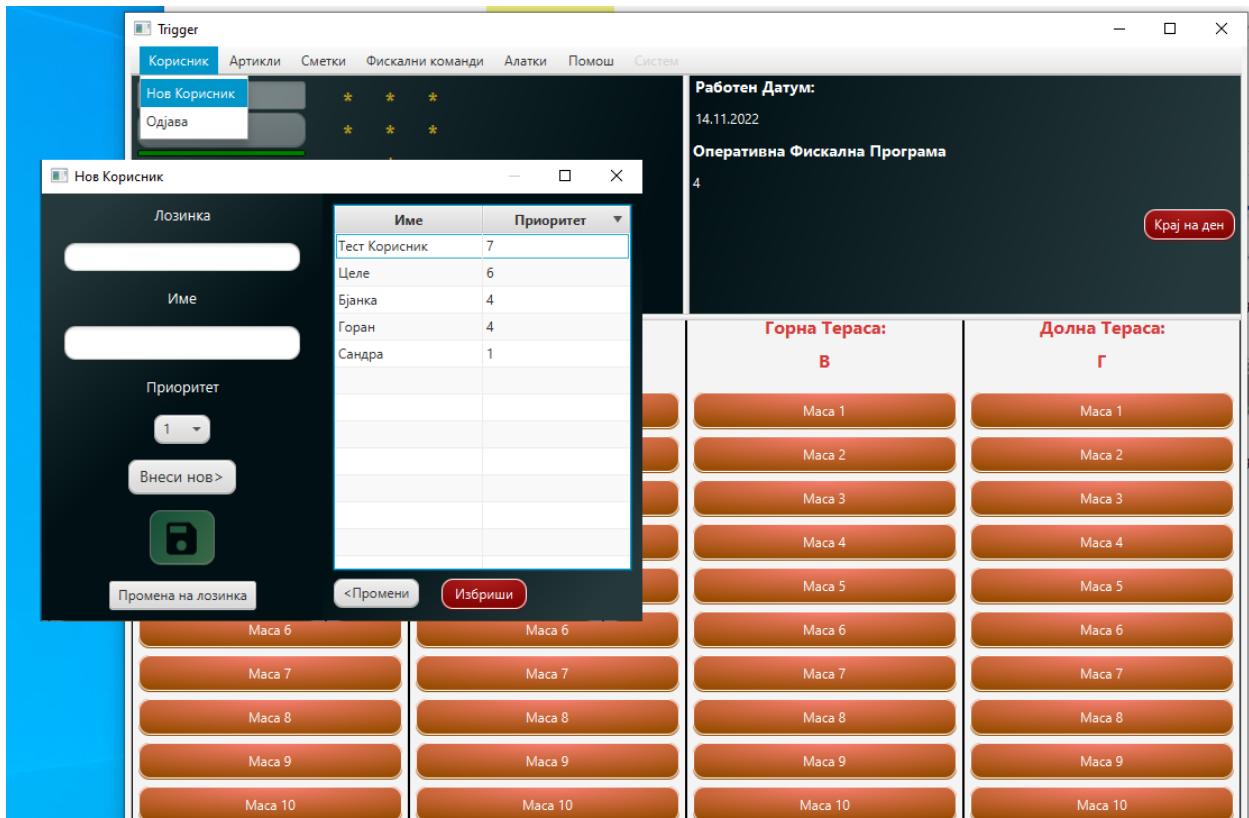 Trigger
Корисник Артикли Сметки Фискални команди Алатки Помош Систем
Нов Корисник
Одјава
* * *
* * *
Работен Датум:
14.11.2022
Оперативна Фискална Програма
4
Крај на ден
Нов Корисник
Лозинка
Име
Приоритет
1
Внеси нов>
Промена на лозинка
Име Приоритет
Тест Корисник 7
Целе 6
Бјанка 4
Горан 4
Сандра 1
<Промени Избриши
Горна Тераса: Долна Тераса:
В Г
Маса 1 Маса 1
Маса 2 Маса 2
Маса 3 Маса 3
Маса 4 Маса 4
Маса 5 Маса 5
Маса 6 Маса 6 Маса 6 Маса 6
Маса 7 Маса 7 Маса 7 Маса 7
Маса 8 Маса 8 Маса 8 Маса 8
Маса 9 Маса 9 Маса 9 Маса 9
Маса 10 Маса 10 Маса 10 Маса 10